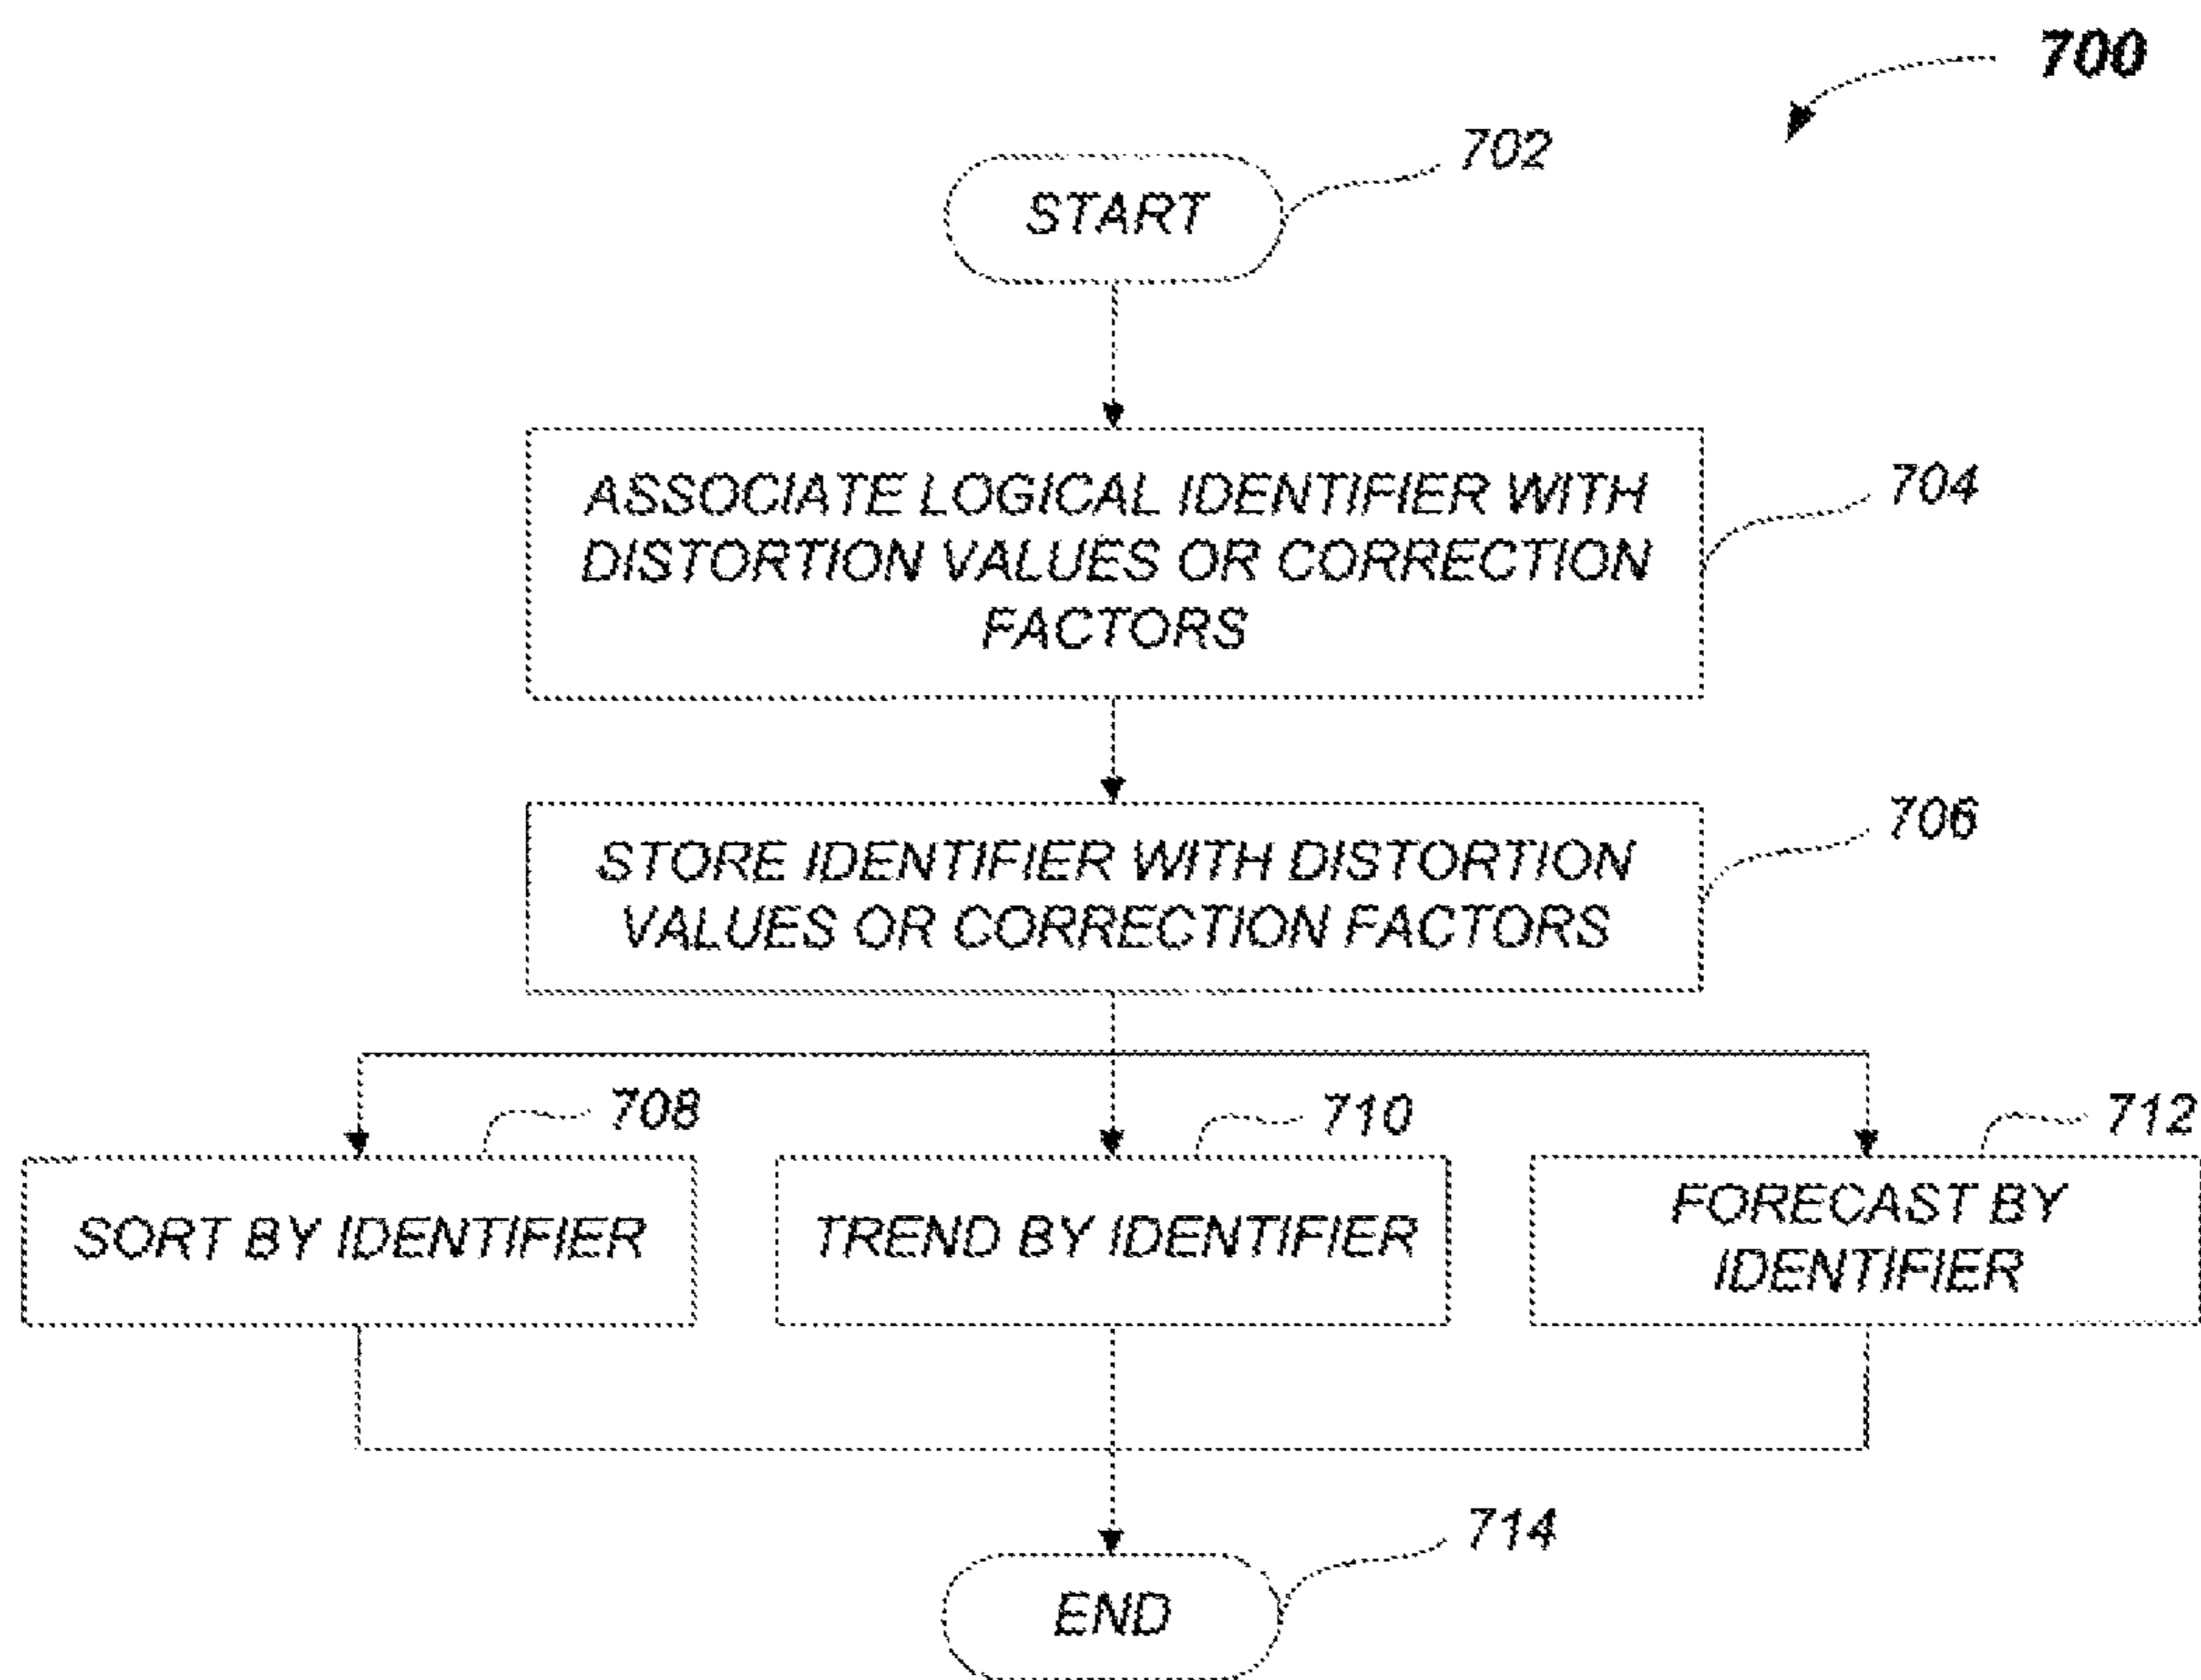 700
702
START
704
ASSOCIATE LOGICAL IDENTIFIER WITH
DISTORTION VALUES OR CORRECTION
FACTORS
706
STORE IDENTIFIER WITH DISTORTION
VALUES OR CORRECTION FACTORS
708
710
712
SORT BY IDENTIFIER
TREND BY IDENTIFIER
FORECAST BY
IDENTIFIER
714
END